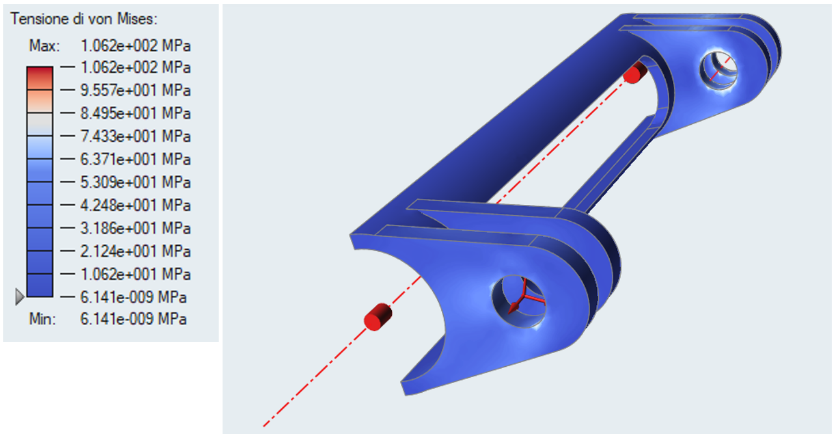 Tensione di von Mises:
Max: 1.062e+002 MPa
1.062e+002 MPa
9.557e+001 MPa
8.495e+001 MPa
7.433e+001 MPa
6.371e+001 MPa
5.309e+001 MPa
4.248e+001 MPa
3.186e+001 MPa
2.124e+001 MPa
1.062e+001 MPa
6.141e-009 MPa
Min: 6.141e-009 MPa